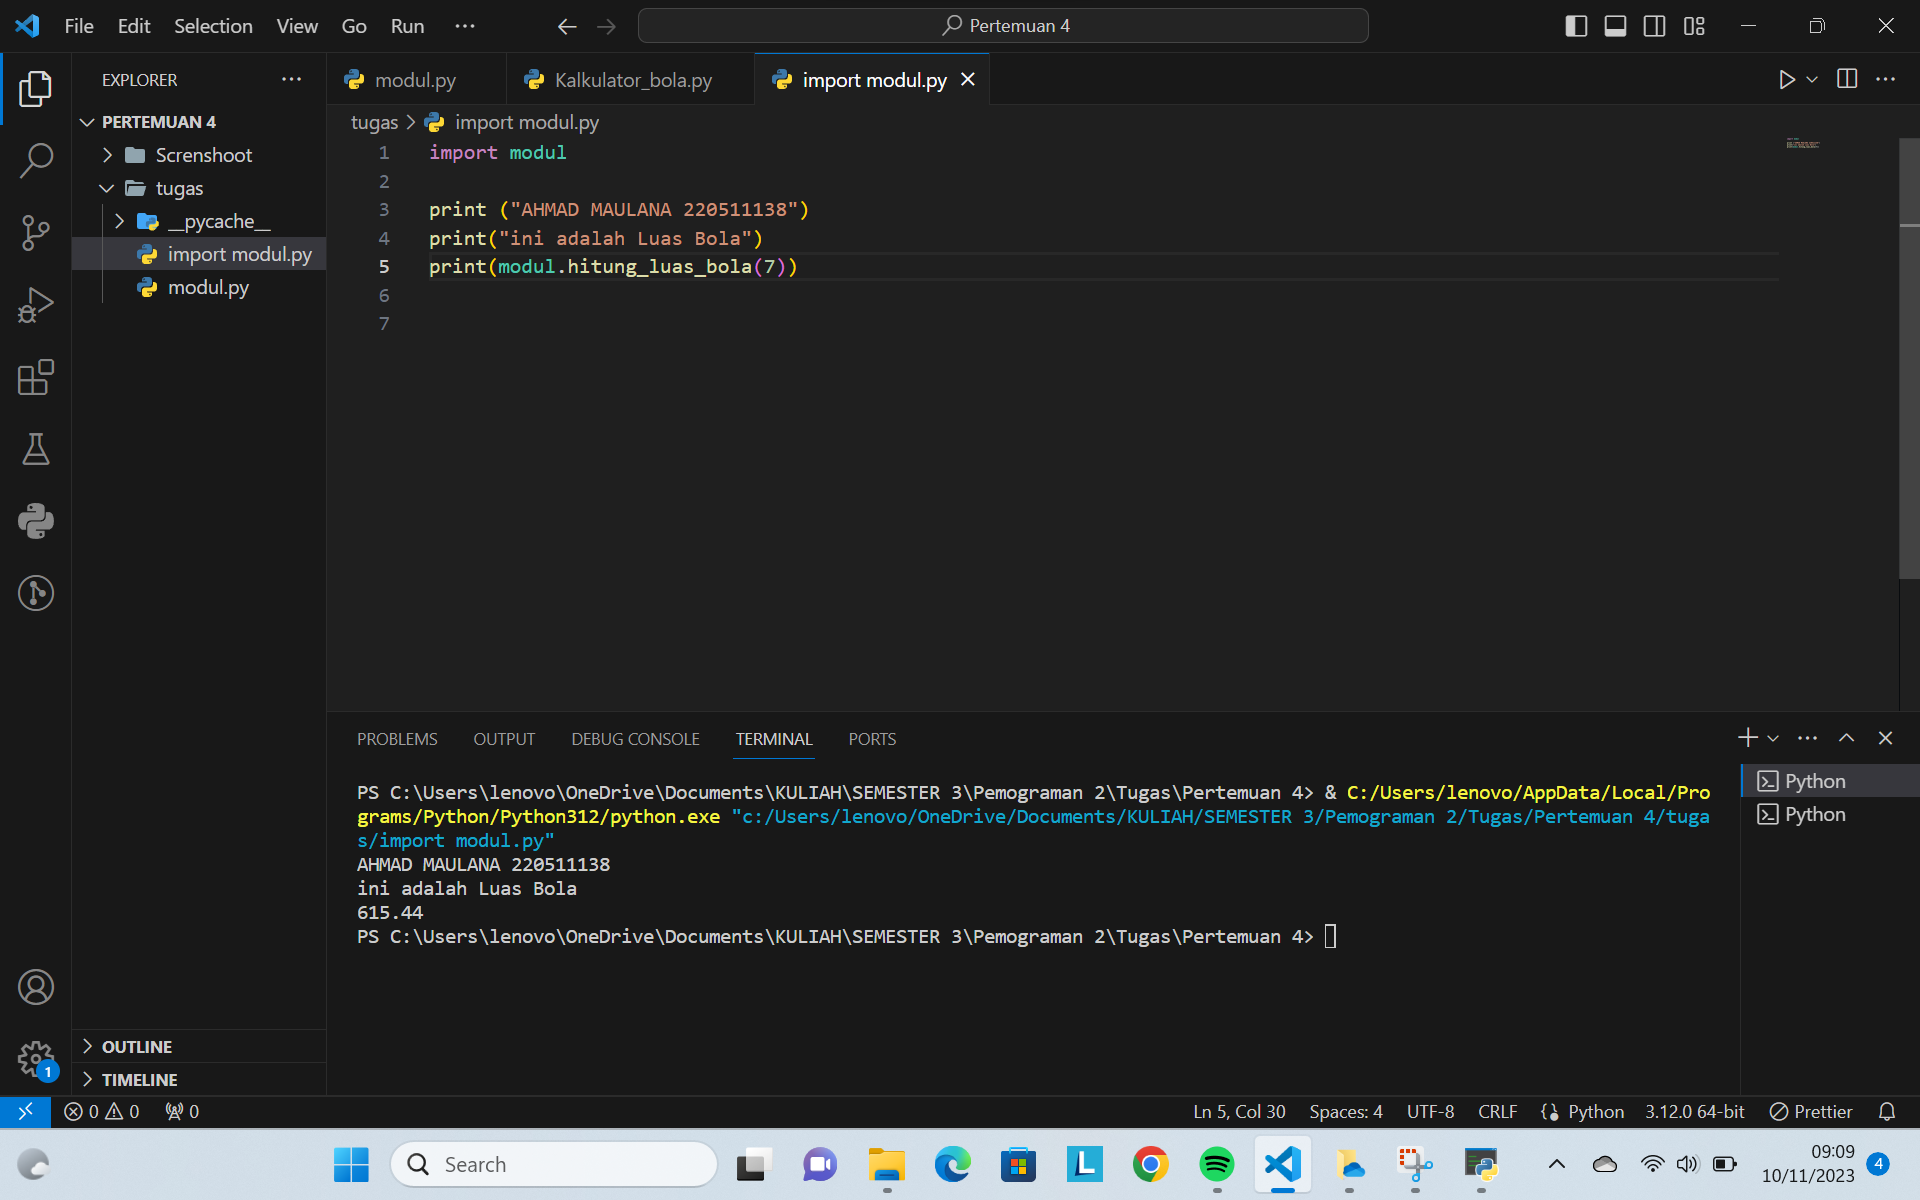 File Edit Selection View Go Run ···
Pertemuan 4
EXPLORER
modul.py
Kalkulator_bola.py
import modul.py
PERTEMUAN 4
Screnshoot
tugas
__pycache__
import modul.py
modul.py
tugas > import modul.py
1 import modul
2
3 print ("AHMAD MAULANA 220511138")
4 print("ini adalah Luas Bola")
5 print(modul.hitung_luas_bola(7))
6
7
PROBLEMS OUTPUT DEBUG CONSOLE TERMINAL PORTS
PS C:\Users\lenovo\OneDrive\Documents\KULIAH\SEMESTER 3\Pemograman 2\Tugas\Pertemuan 4> & C:/Users/lenovo/AppData/Local/Pro
grams/Python/Python312/python.exe "c:/Users/lenovo/OneDrive/Documents/KULIAH/SEMESTER 3/Pemograman 2/Tugas/Pertemuan 4/tuga
s/import modul.py"
AHMAD MAULANA 220511138
ini adalah Luas Bola
615.44
PS C:\Users\lenovo\OneDrive\Documents\KULIAH\SEMESTER 3\Pemograman 2\Tugas\Pertemuan 4>
Python
Python
OUTLINE
TIMELINE
1
0 0 0
Ln 5, Col 30 Spaces: 4 UTF-8 CRLF Python 3.12.0 64-bit Prettier
Search
L
09:09
10/11/2023
4